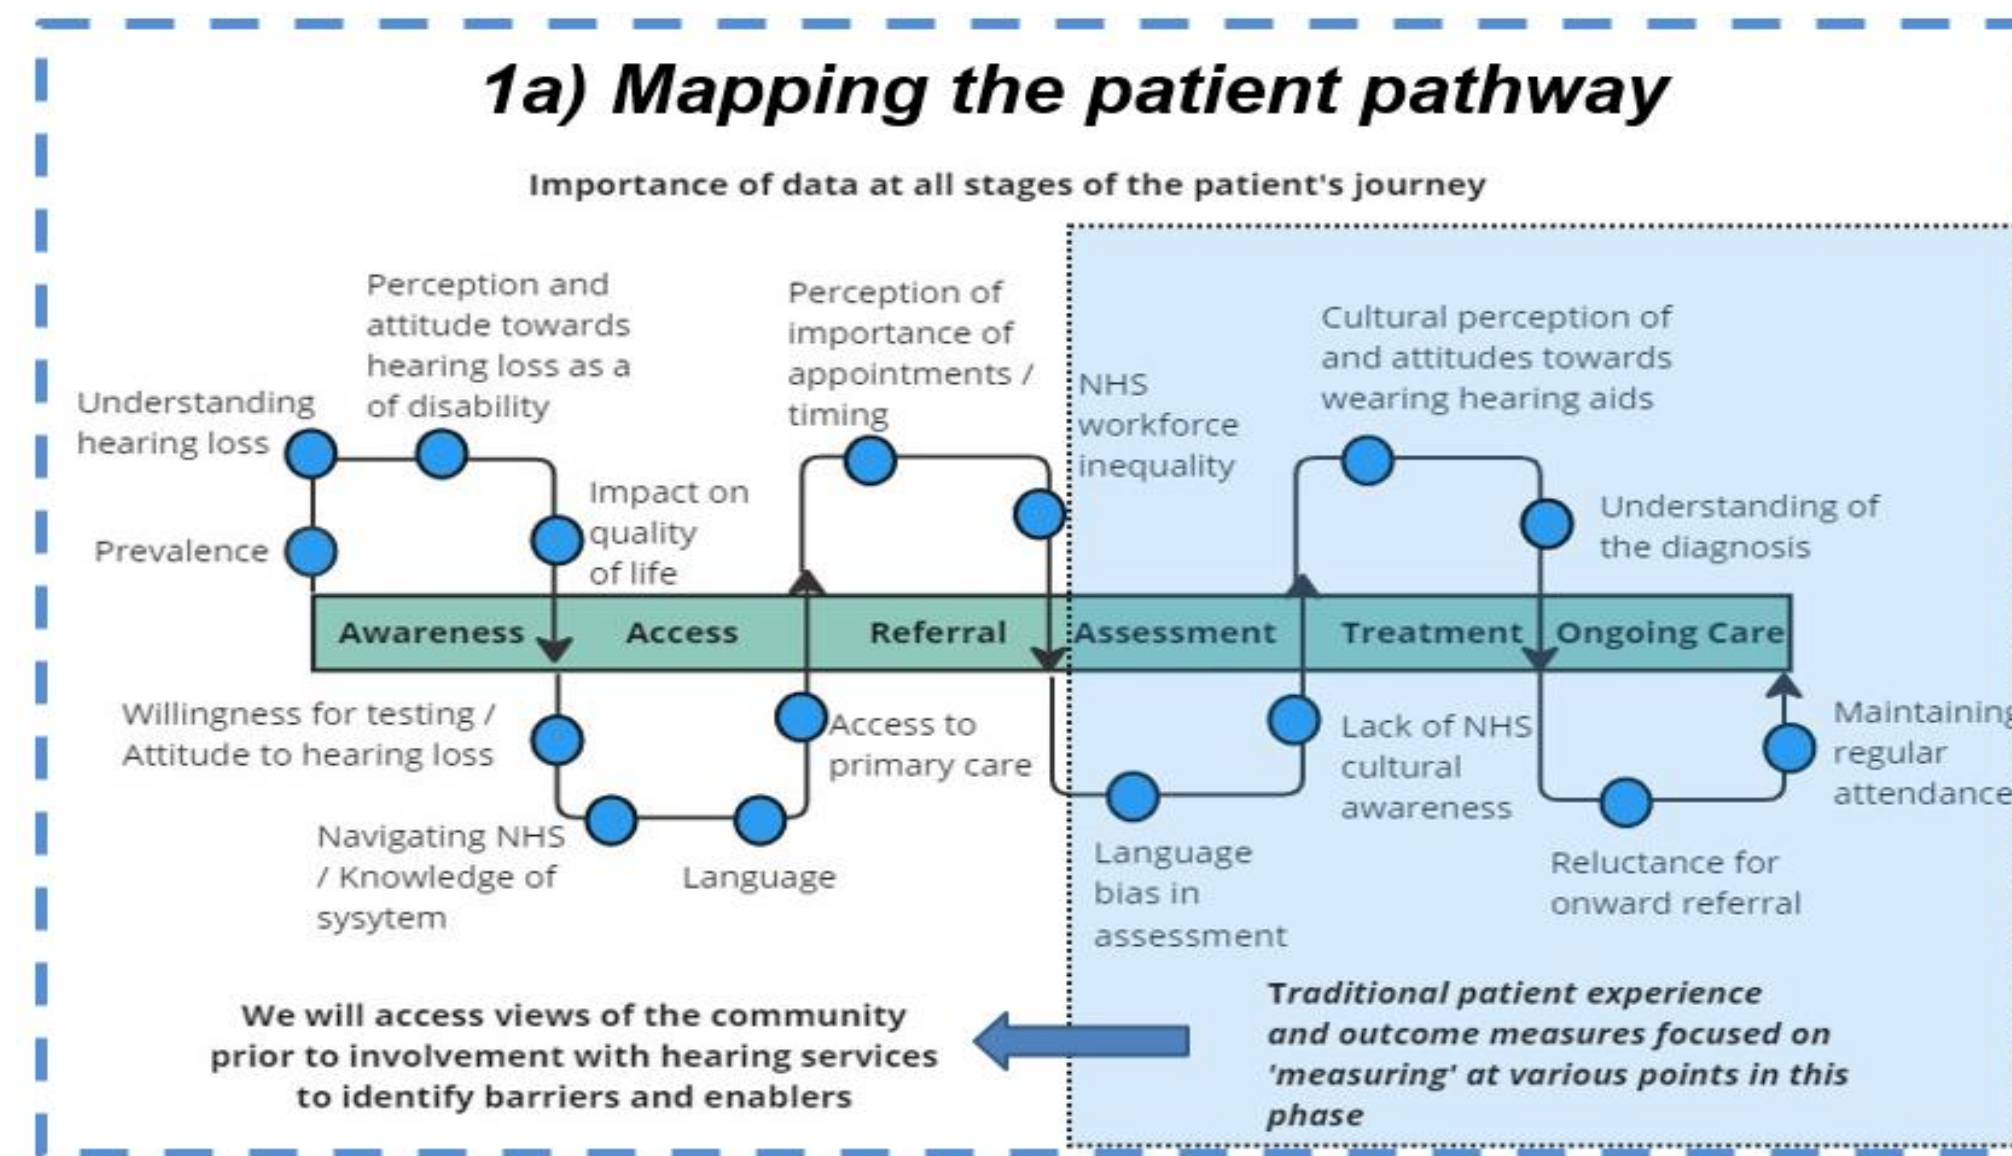 1a) Mapping the patient pathway
Importance of data at all stages of the patient's journey
Understanding
hearing loss
Prevalence
Perception and
attitude towards
hearing loss as a
of disability
Impact on
quality
of life
Perception of
importance of
appointments /
timing
NHS
workforce
inequality
Cultural perception of
and attitudes towards
wearing hearing aids
Understanding of
the diagnosis
Awareness Access Referral Assessment Treatment Ongoing Care
Willingness for testing /
Attitude to hearing loss
Navigating NHS
/ Knowledge of
sysytem
Language
Access to
primary care
Language
bias in
assessment
Lack of NHS
cultural
awareness
Reluctance for
onward referral
Maintaining
regular
attendance
We will access views of the community
prior to involvement with hearing services
to identify barriers and enablers
Traditional patient experience
and outcome measures focused on
'measuring' at various points in this
phase